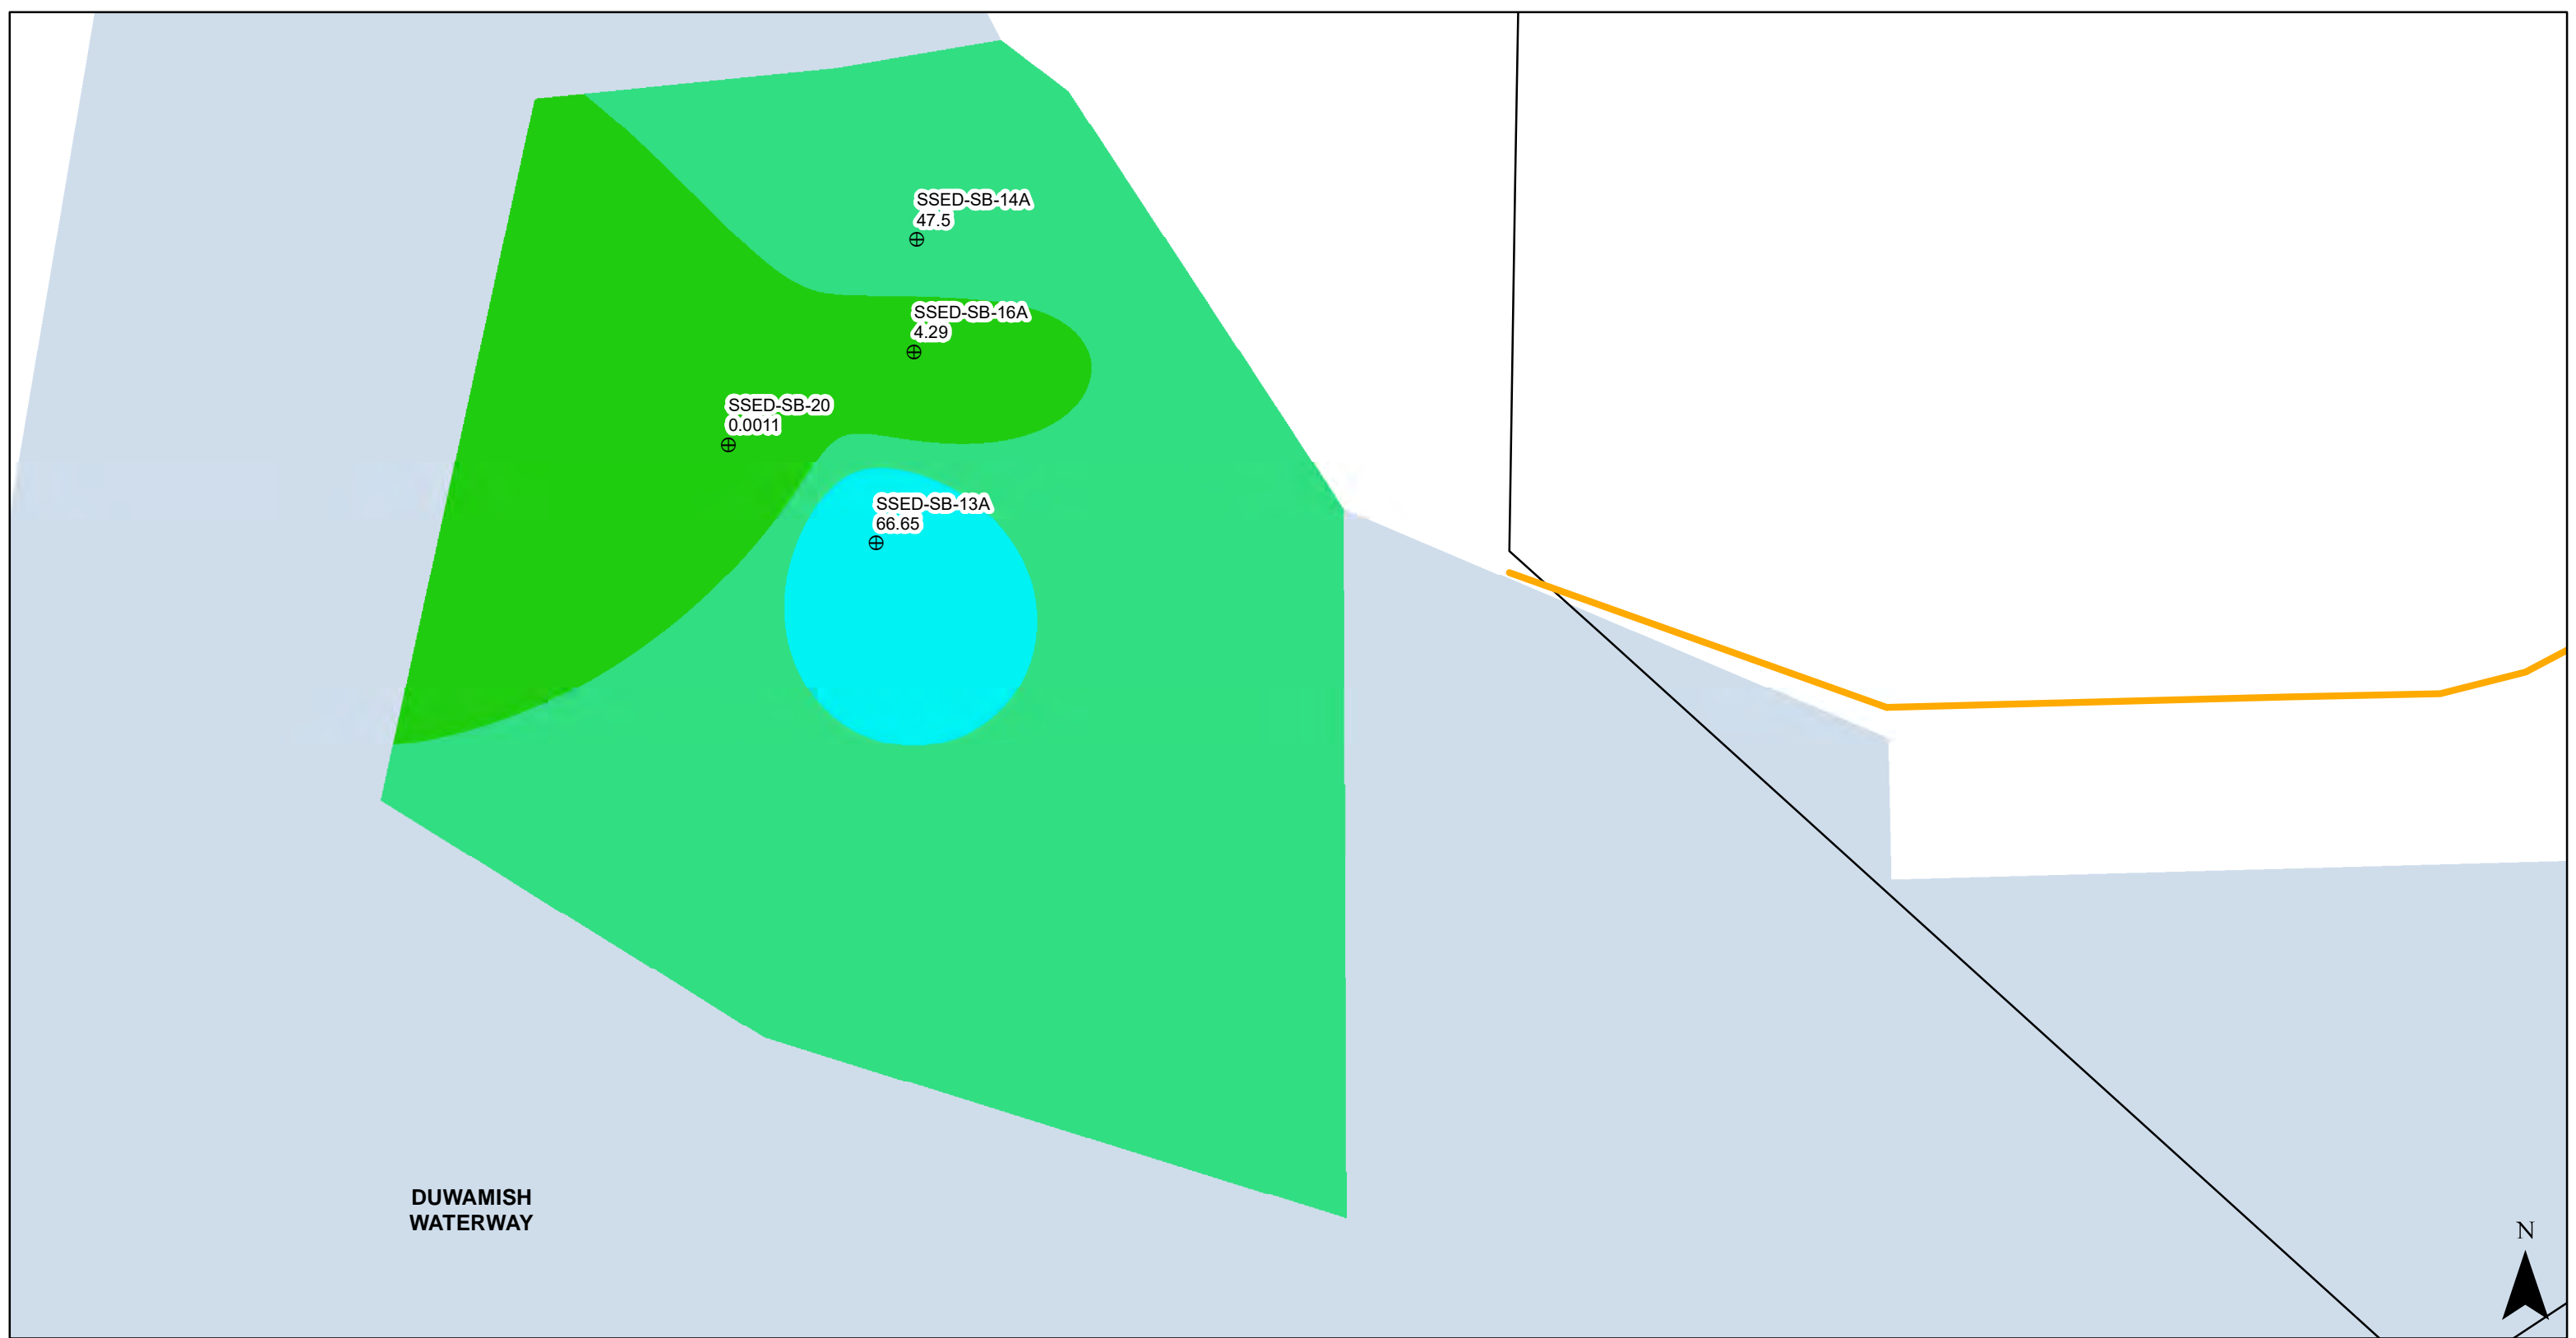 SSED-SB-14A
47.5
SSED-SB-16A
4.29
SSED-SB-20
0.0011
SSED-SB-13A
66.65
DUWAMISH
WATERWAY
N